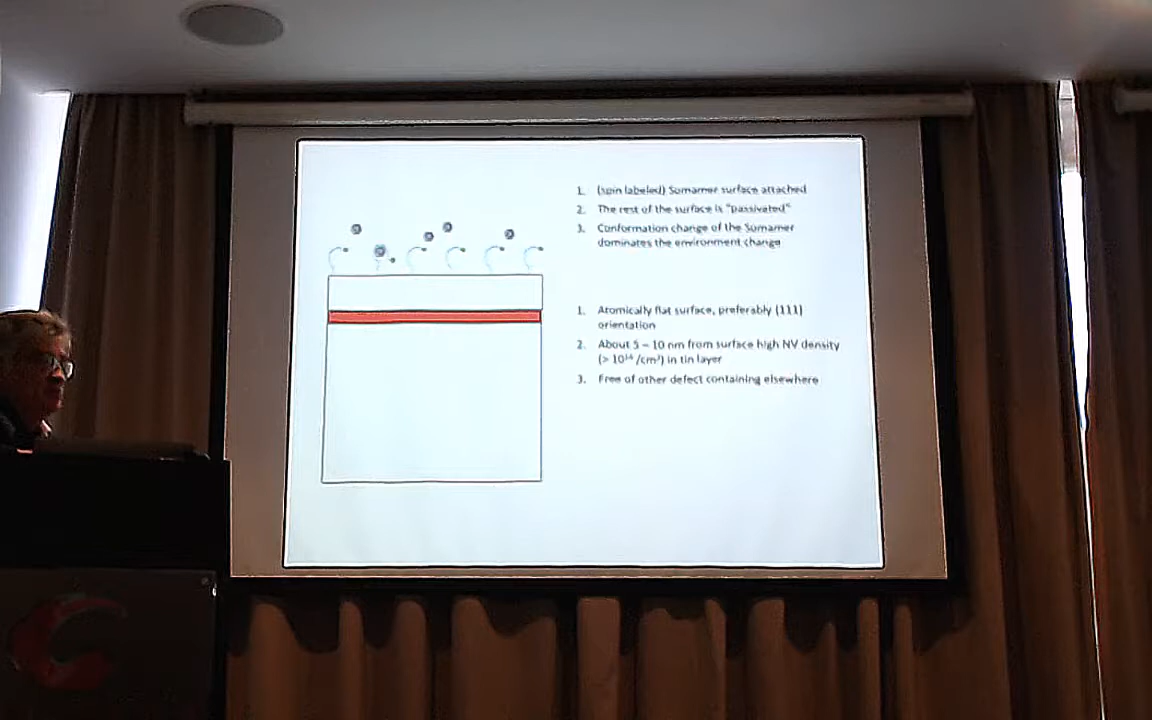 1. (spin labeled) Somamer surface attached
2. The rest of the surface is "passivated"
3. Conformation change of the Somamer
dominates the environment change
1. Atomically flat surface, preferably (111)
orientation
2. About 5 – 10 nm from surface high NV density
(> 10¹⁴ /cm²) in tin layer
3. Free of other defect containing elsewhere